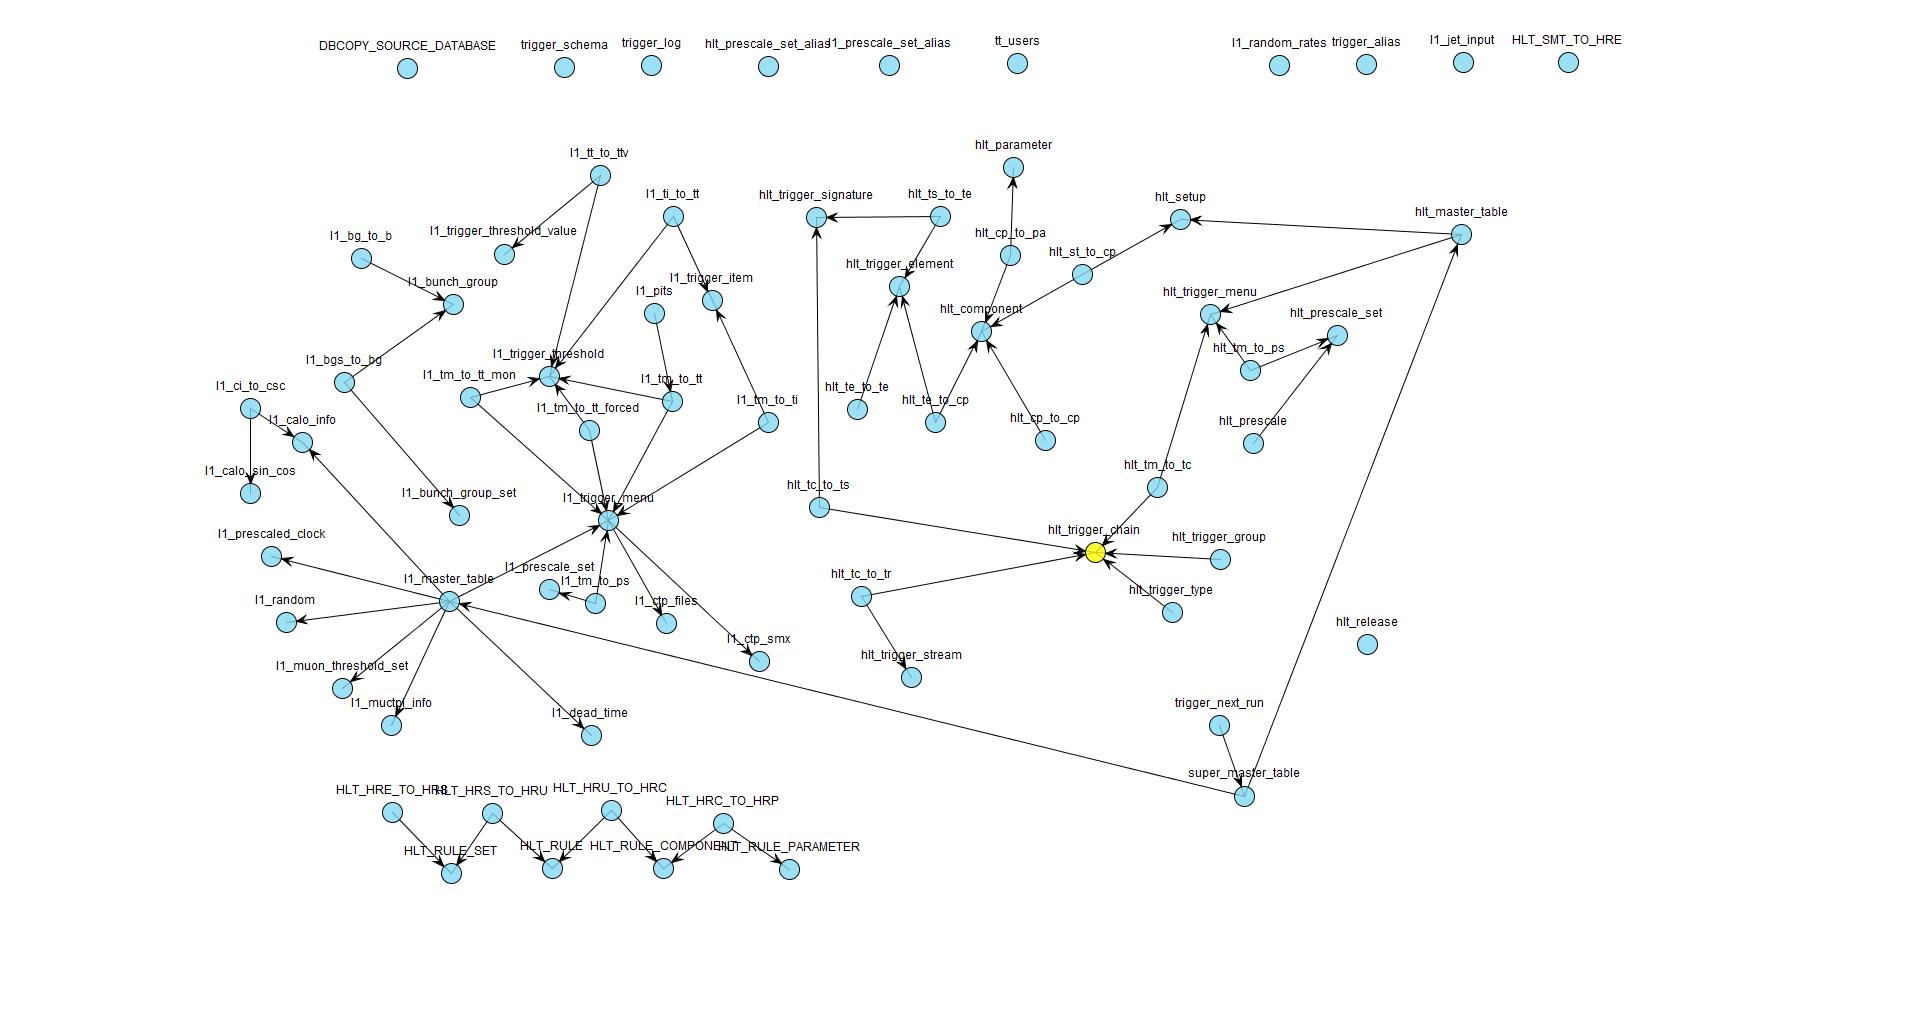 DBCOPY_SOURCE_DATABASE
trigger_schema
trigger_log
hlt_prescale_set_alias
l1_prescale_set_alias
tt_users
l1_random_rates
trigger_alias
l1_jet_input
HLT_SMT_TO_HRE
l1_tt_to_ttv
hlt_parameter
l1_ti_to_tt
hlt_trigger_signature
hlt_ts_to_te
hlt_setup
hlt_master_table
l1_bg_to_b
l1_trigger_threshold_value
hlt_cp_to_pa
hlt_st_to_cp
hlt_trigger_element
l1_bunch_group
l1_trigger_item
l1_pits
hlt_trigger_menu
hlt_component
hlt_prescale_set
l1_bgs_to_bg
l1_trigger_threshold
hlt_tm_to_ps
l1_ci_to_csc
l1_tm_to_tt_mon
l1_tm_to_tt
hlt_te_to_te
l1_tm_to_tt_forced
l1_tm_to_ti
hlt_te_to_cp
l1_calo_info
hlt_cp_to_cp
hlt_prescale
l1_calo_sin_cos
hlt_tm_to_tc
l1_bunch_group_set
l1_trigger_menu
hlt_tc_to_ts
l1_prescaled_clock
hlt_trigger_chain
hlt_trigger_group
l1_master_table
l1_prescale_set
l1_tm_to_ps
hlt_tc_to_tr
hlt_trigger_type
l1_random
l1_ctp_files
hlt_release
l1_ctp_smx
hlt_trigger_stream
l1_muon_threshold_set
l1_muctpi_info
l1_dead_time
trigger_next_run
super_master_table
HLT_HRE_TO_HRS
HLT_HRS_TO_HRU
HLT_HRU_TO_HRC
HLT_HRC_TO_HRP
HLT_RULE_SET
HLT_RULE
HLT_RULE_COMPONENT
HLT_RULE_PARAMETER